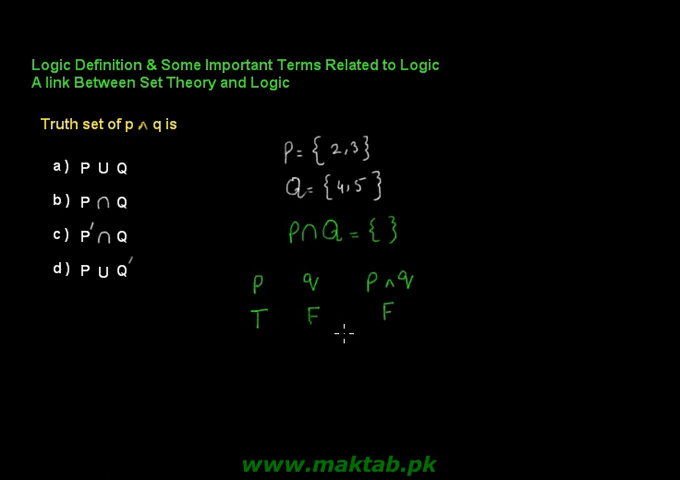 Logic Definition & Some Important Terms Related to Logic
A link Between Set Theory and Logic
Truth set of p ∧ q is
a) P ∪ Q
b) P ∩ Q
c) P′ ∩ Q
d) P ∪ Q′
P = { 2,3 }
Q = { 4,5 }
P∩Q = { }
P q P∧q
T F F
www.maktab.pk